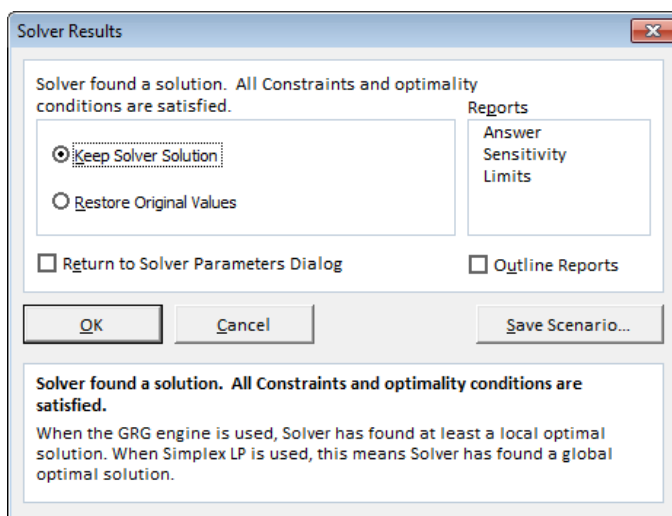 Solver Results
Solver found a solution.  All Constraints and optimality
conditions are satisfied.
Reports
Answer
Sensitivity
Limits
Keep Solver Solution
Restore Original Values
Return to Solver Parameters Dialog
Outline Reports
OK
Cancel
Save Scenario...
Solver found a solution.  All Constraints and optimality conditions are
satisfied.
When the GRG engine is used, Solver has found at least a local optimal
solution. When Simplex LP is used, this means Solver has found a global
optimal solution.